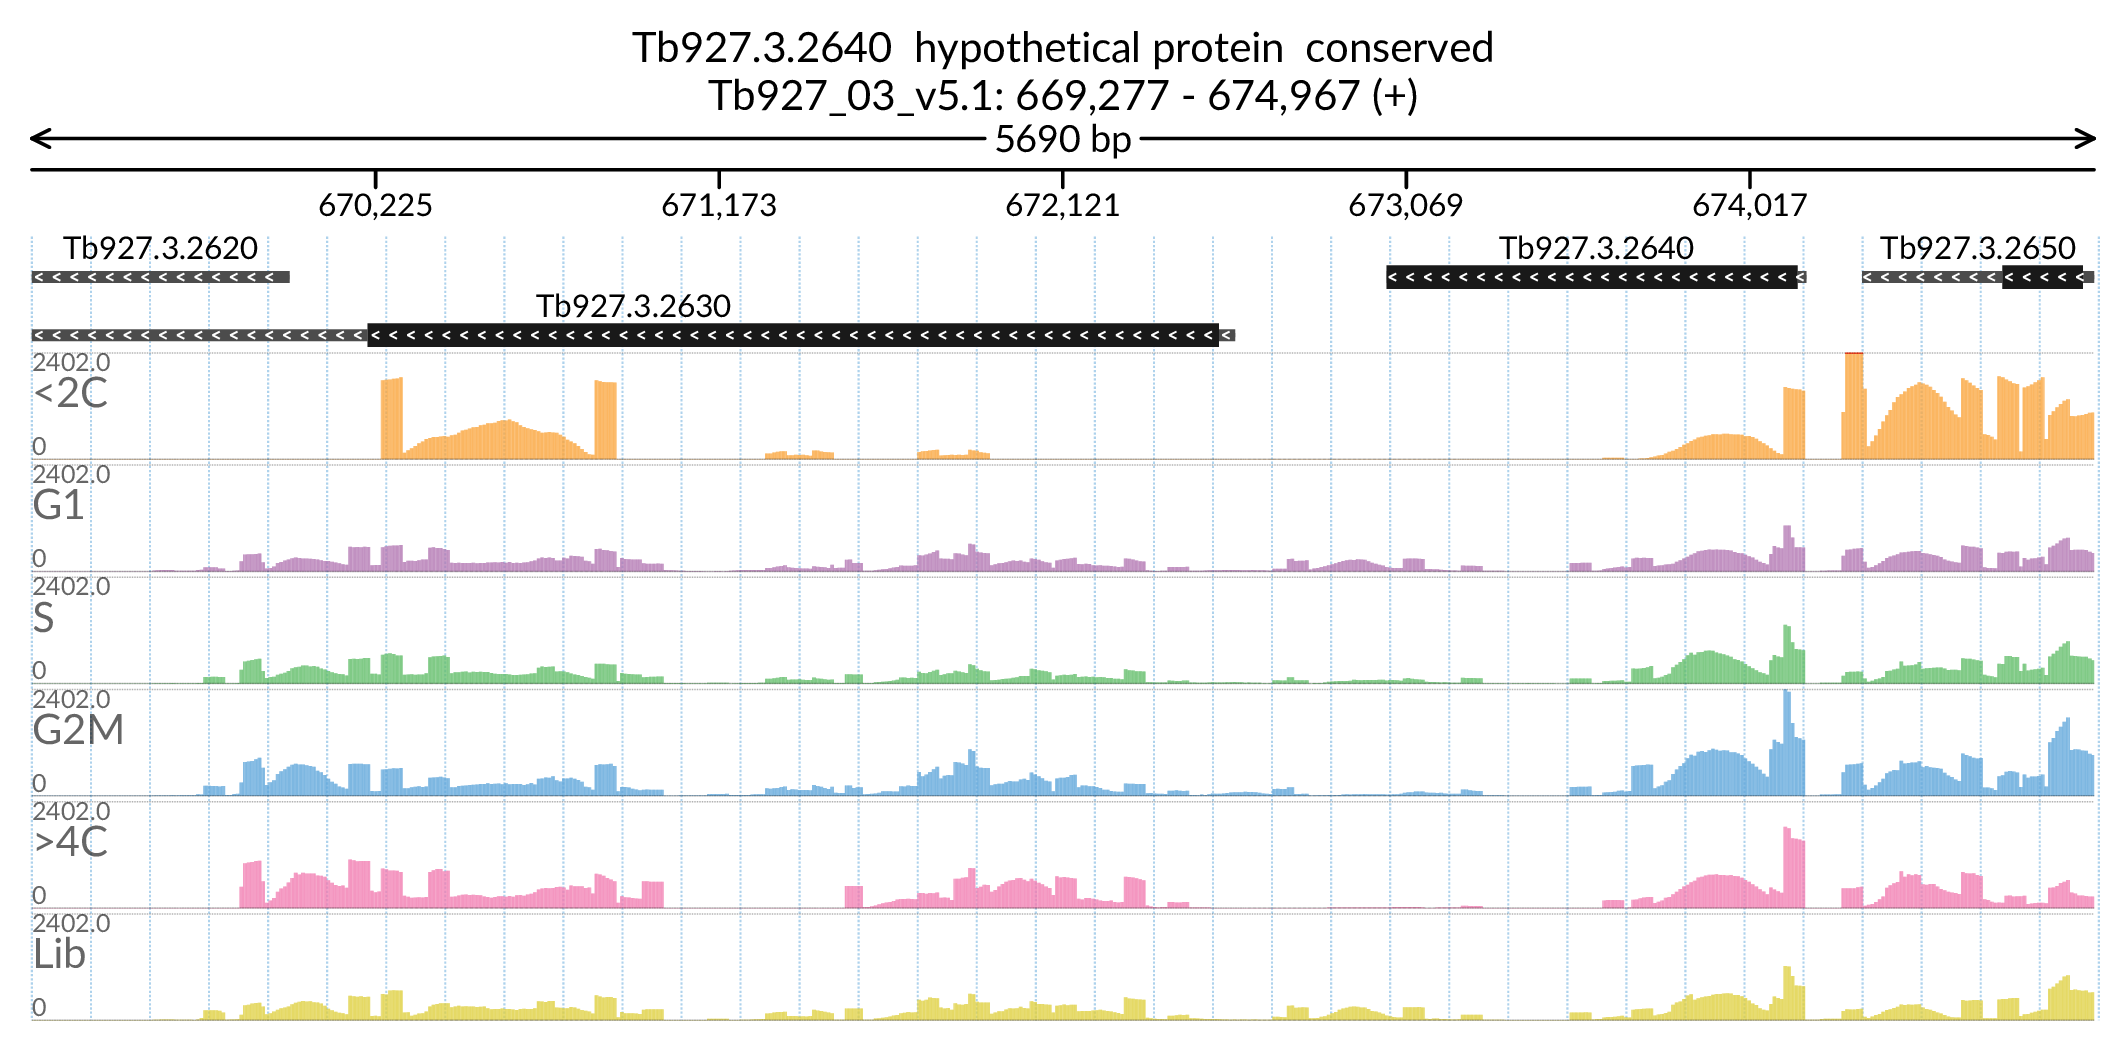 Tb927.3.2640 hypothetical protein conserved
Tb927_03_v5.1: 669,277 - 674,967 (+)
5690 bp
670,225 671,173 672,121 673,069 674,017
Tb927.3.2620 Tb927.3.2640 Tb927.3.2650
Tb927.3.2630
2402.0
<2C
0
2402.0
G1
0
2402.0
S
0
2402.0
G2M
0
2402.0
>4C
0
2402.0
Lib
0